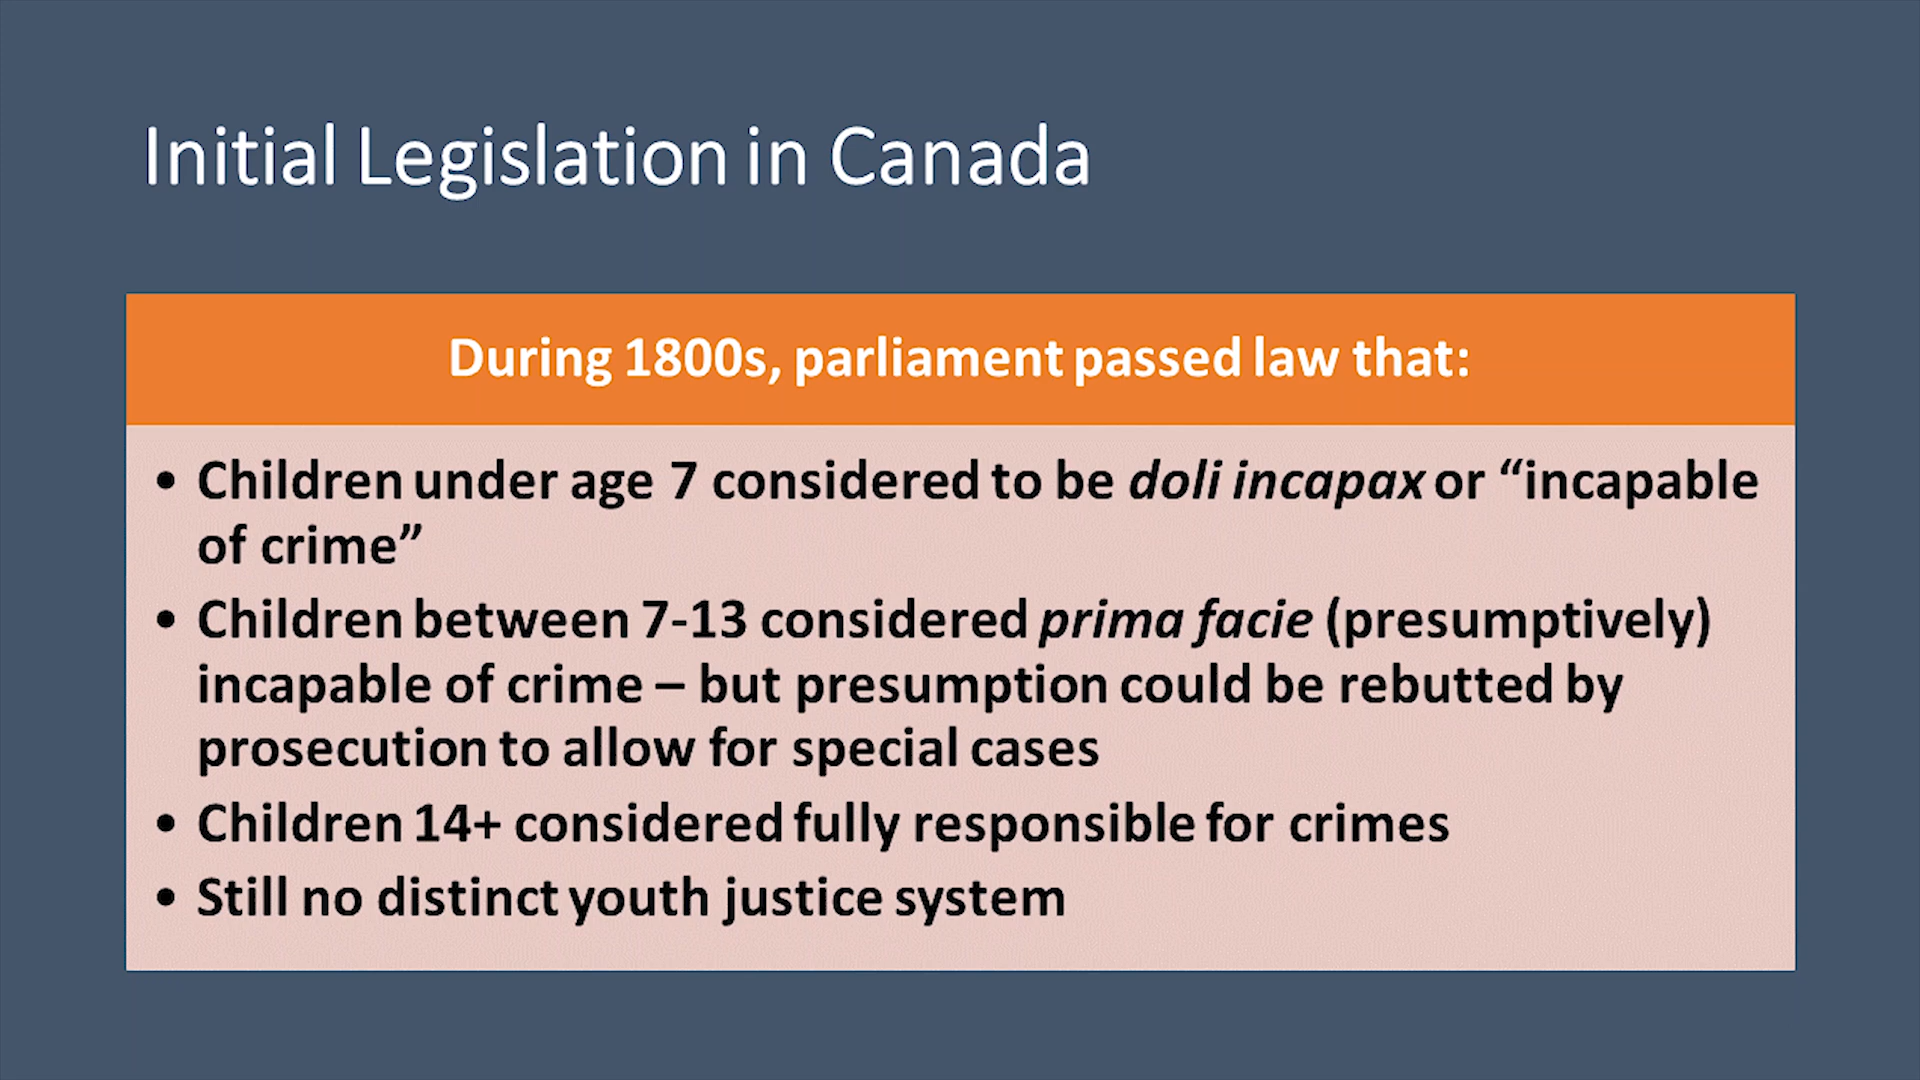 Initial Legislation in Canada
During 1800s, parliament passed law that:
• Children under age 7 considered to be doli incapax or “incapable
of crime”
• Children between 7-13 considered prima facie (presumptively)
incapable of crime – but presumption could be rebutted by
prosecution to allow for special cases
• Children 14+ considered fully responsible for crimes
• Still no distinct youth justice system